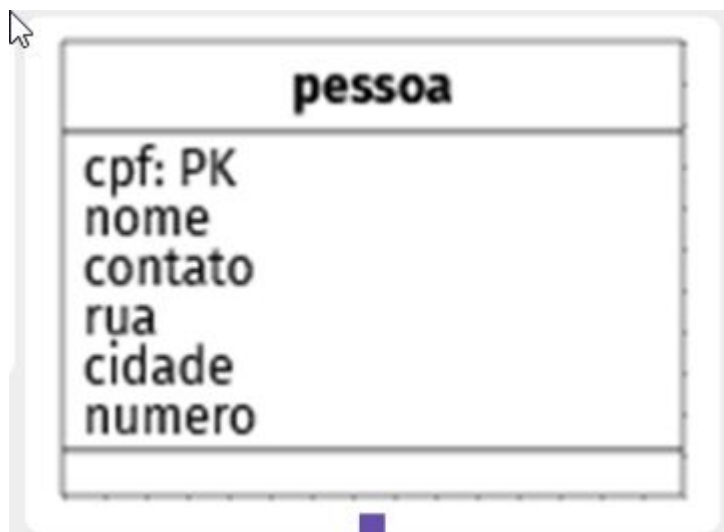 pessoa
cpf: PK
nome
contato
rua
cidade
numero